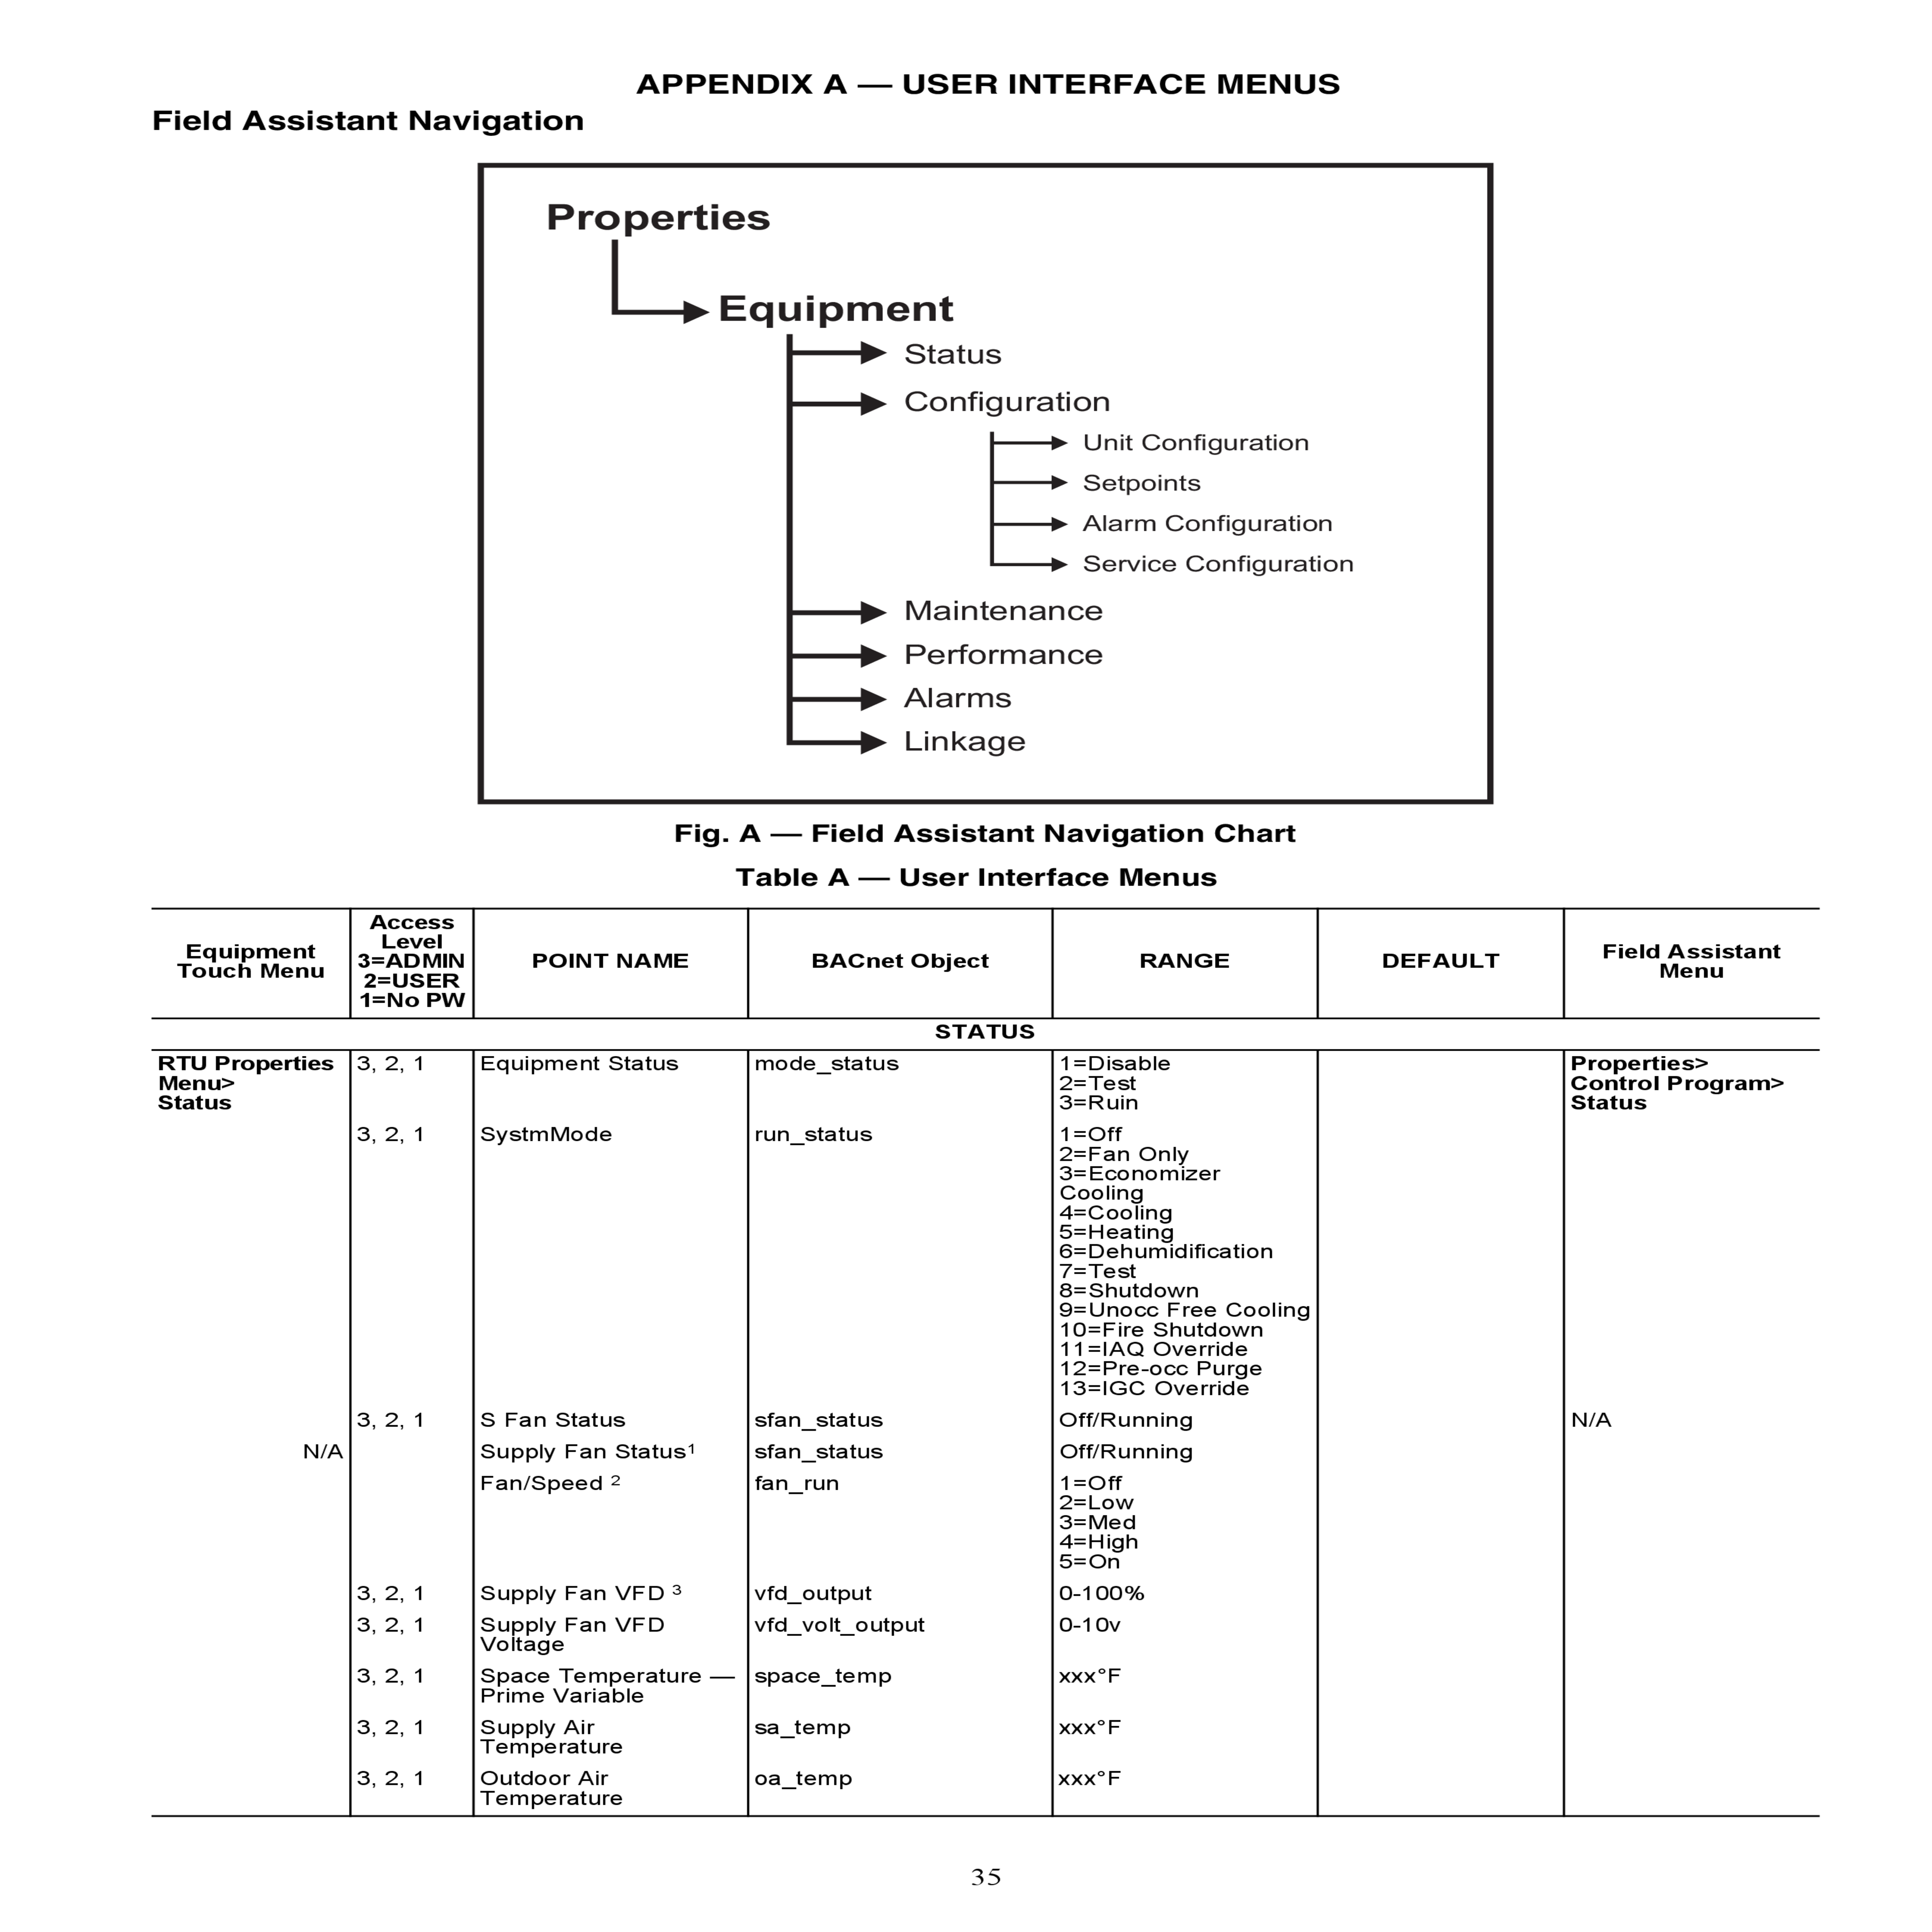 APPENDIX A — USER INTERFACE MENUS
Field Assistant Navigation
Properties
Equipment
Status
Configuration
Unit Configuration
Setpoints
Alarm Configuration
Service Configuration
Maintenance
Performance
Alarms
Linkage
Fig. A — Field Assistant Navigation Chart
Table A — User Interface Menus
Equipment
Touch Menu
Access
Level
3=ADMIN
2=USER
1=No PW
POINT NAME
BACnet Object
RANGE
DEFAULT
Field Assistant
Menu
STATUS
RTU Properties
Menu>
Status
3, 2, 1
Equipment Status
mode_status
1=Disable
2=Test
3=Ruin
Properties>
Control Program>
Status
3, 2, 1
SystmMode
run_status
1=Off
2=Fan Only
3=Economizer
Cooling
4=Cooling
5=Heating
6=Dehumidification
7=Test
8=Shutdown
9=Unocc Free Cooling
10=Fire Shutdown
11=IAQ Override
12=Pre-occ Purge
13=IGC Override
3, 2, 1
S Fan Status
sfan_status
Off/Running
N/A
N/A
Supply Fan Status1
sfan_status
Off/Running
Fan/Speed 2
fan_run
1=Off
2=Low
3=Med
4=High
5=On
3, 2, 1
Supply Fan VFD 3
vfd_output
0-100%
3, 2, 1
Supply Fan VFD
Voltage
vfd_volt_output
0-10v
3, 2, 1
Space Temperature —
Prime Variable
space_temp
xxx°F
3, 2, 1
Supply Air
Temperature
sa_temp
xxx°F
3, 2, 1
Outdoor Air
Temperature
oa_temp
xxx°F
35